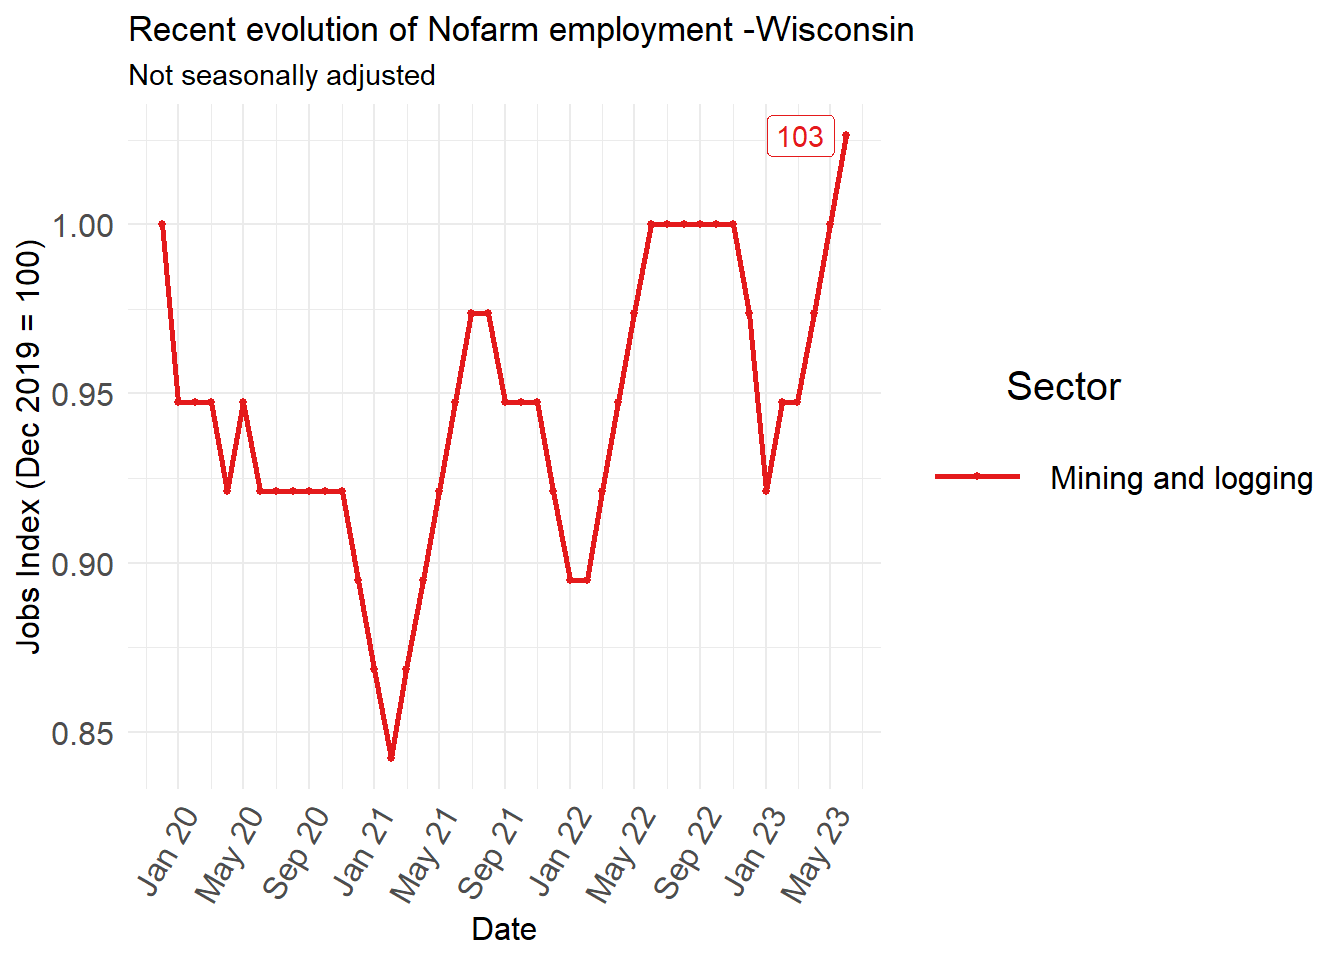 Recent evolution of Nofarm employment -Wisconsin
Not seasonally adjusted
103
1.00
0.95
0.90
0.85
Jobs Index (Dec 2019 = 100)
Jan 20
May 20
Sep 20
Jan 21
May 21
Sep 21
Jan 22
May 22
Sep 22
Jan 23
May 23
Date
Sector
Mining and logging